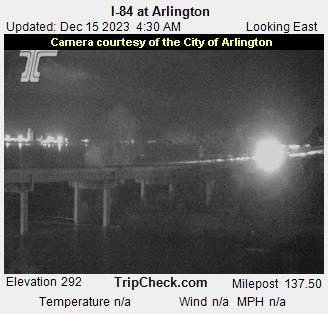 I-84 at Arlington
Updated: Dec 15 2023 4:30 AM Looking East
Camera courtesy of the City of Arlington
Elevation 292 TripCheck.com Milepost 137.50
Temperature n/a Wind n/a MPH n/a